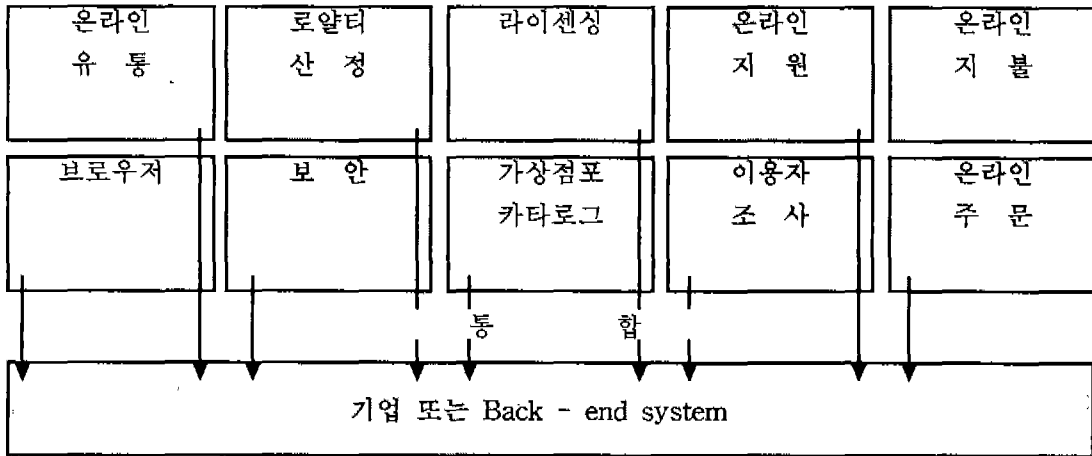 온라인 로얄티 라이센싱 온라인 온라인
유 통 산 정 지 원 지 불
브로우저 보 안 가상점포 이용자 온라인
카타로그 조 사 주 문
통 합
기업 또는 Back - end system